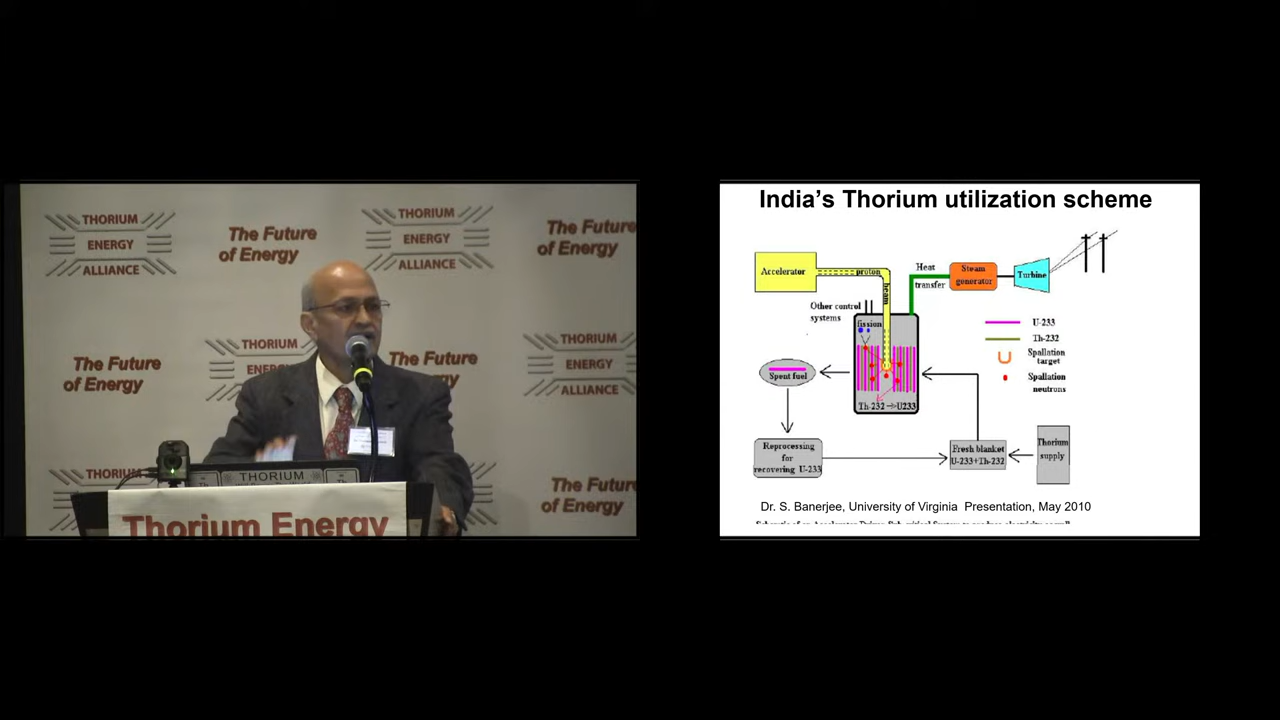 THORIUM
ENERGY
ALLIANCE
The Future
of Energy
THORIUM
ENERGY
ALLIANCE
The Future
of Energy
The Future
of Energy
THORIUM
ENERGY
The Future
THORIUM
ENERGY
ALLIANCE
THORIUM
The Future
of Energy
THORIUM
Thorium Energy
India's Thorium utilization scheme
Accelerator
proton
beam
Heat
transfer
Steam
generator
Turbine
Other control
systems
fission
U-233
Th-232
Spallation
target
Spallation
neutrons
Spent fuel
Th-232 → U233
Reprocessing
for
recovering U-233
Fresh blanket
U-233+Th-232
Thorium
supply
Dr. S. Banerjee, University of Virginia Presentation, May 2010